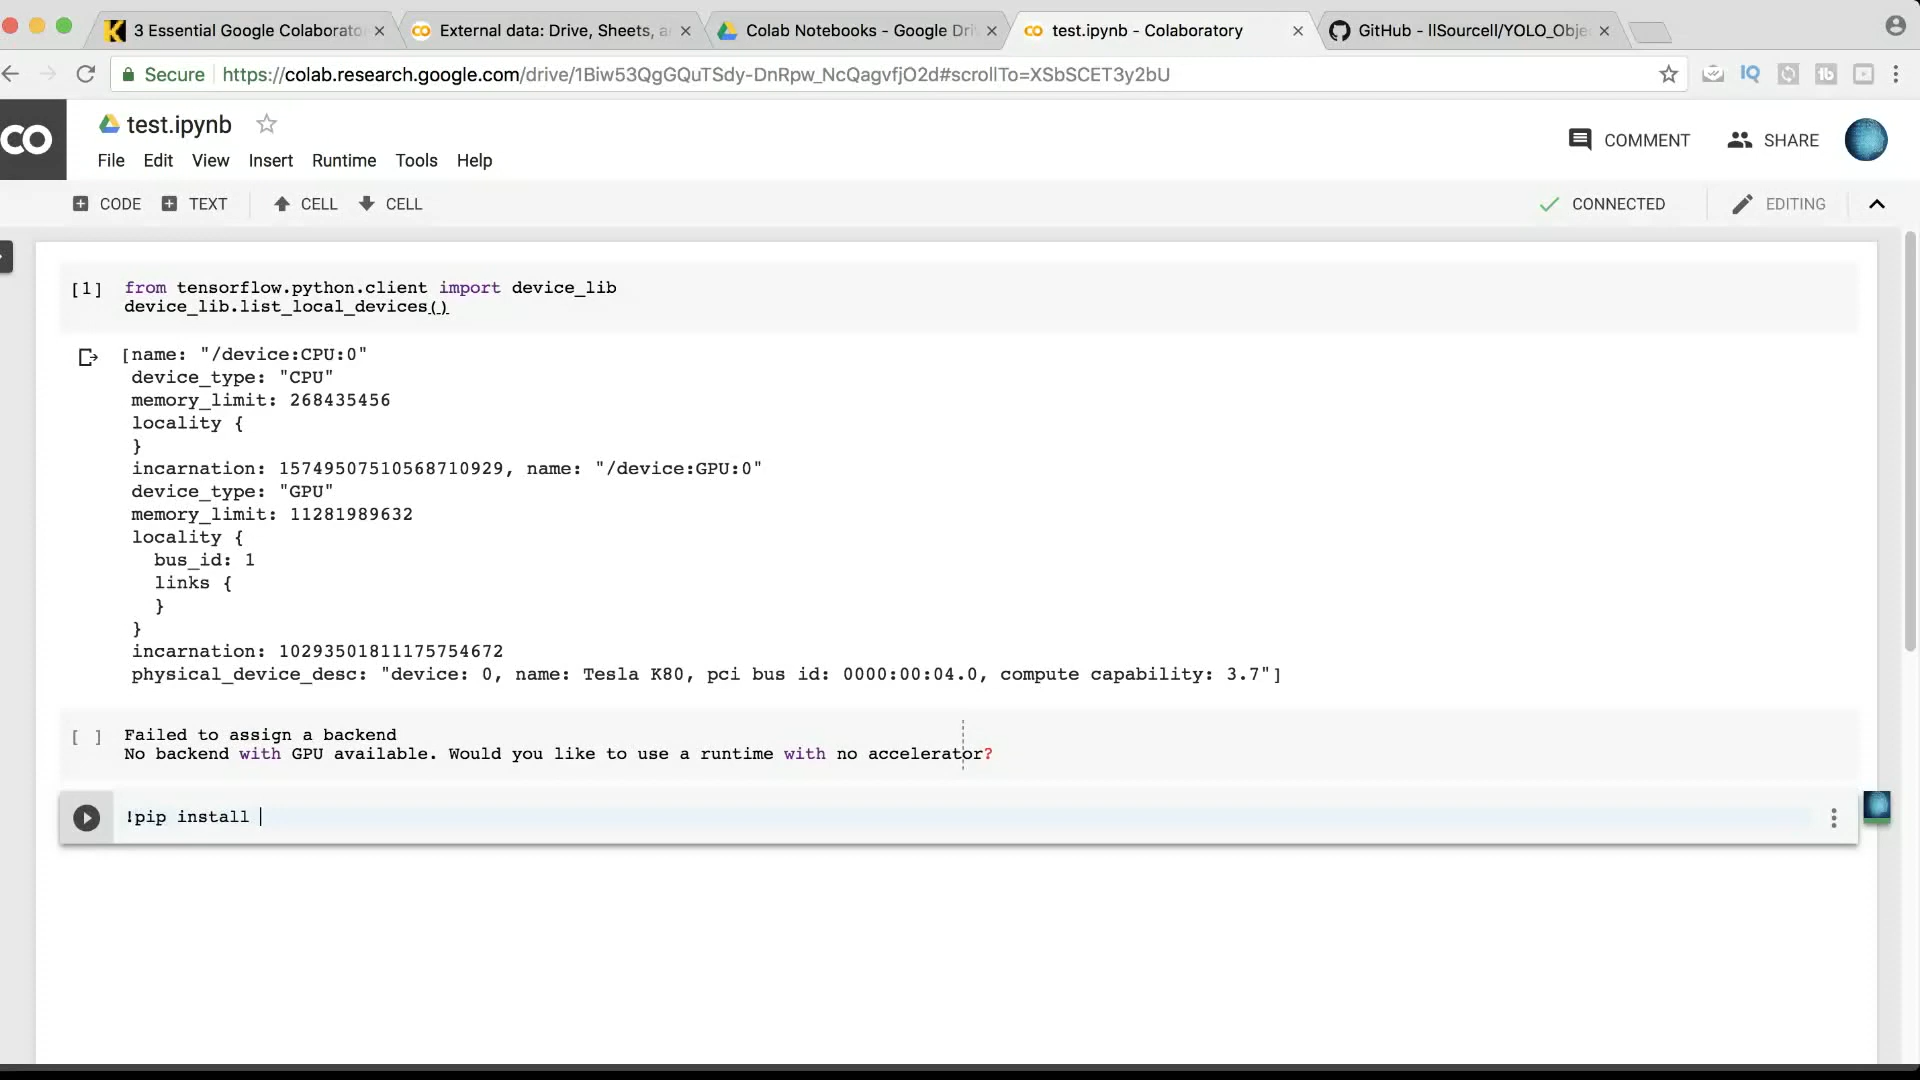 3 Essential Google Colaborato
External data: Drive, Sheets, a
Colab Notebooks - Google Dri
test.ipynb - Colaboratory
GitHub - llSourcell/YOLO_Obje
Secure
https://colab.research.google.com/drive/1Biw53QgGQuTSdy-DnRpw_NcQagvfjO2d#scrollTo=XSbSCET3y2bU
IQ
tb
CO
test.ipynb
COMMENT
SHARE
File Edit View Insert Runtime Tools Help
CODE TEXT CELL CELL
CONNECTED
EDITING
[1] from tensorflow.python.client import device_lib
device_lib.list_local_devices()
[name: "/device:CPU:0"
device_type: "CPU"
memory_limit: 268435456
locality {
}
incarnation: 15749507510568710929, name: "/device:GPU:0"
device_type: "GPU"
memory_limit: 11281989632
locality {
bus_id: 1
links {
}
}
incarnation: 10293501811175754672
physical_device_desc: "device: 0, name: Tesla K80, pci bus id: 0000:00:04.0, compute capability: 3.7"]
[ ] Failed to assign a backend
No backend with GPU available. Would you like to use a runtime with no accelerator?
!pip install